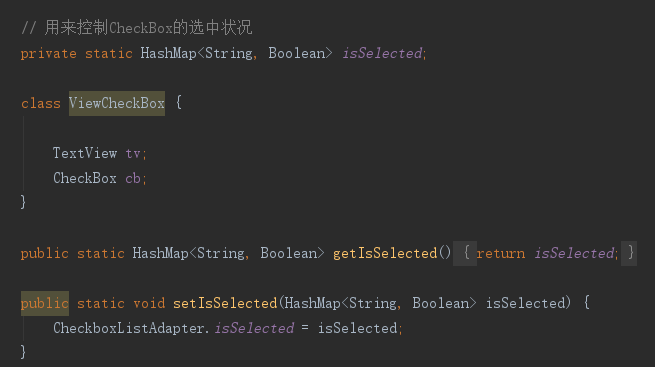 // 用来控制CheckBox的选中状况
private static HashMap<String, Boolean> isSelected;
class ViewCheckBox {
TextView tv;
CheckBox cb;
}
public static HashMap<String, Boolean> getIsSelected() { return isSelected; }
public static void setIsSelected(HashMap<String, Boolean> isSelected) {
CheckboxListAdapter.isSelected = isSelected;
}